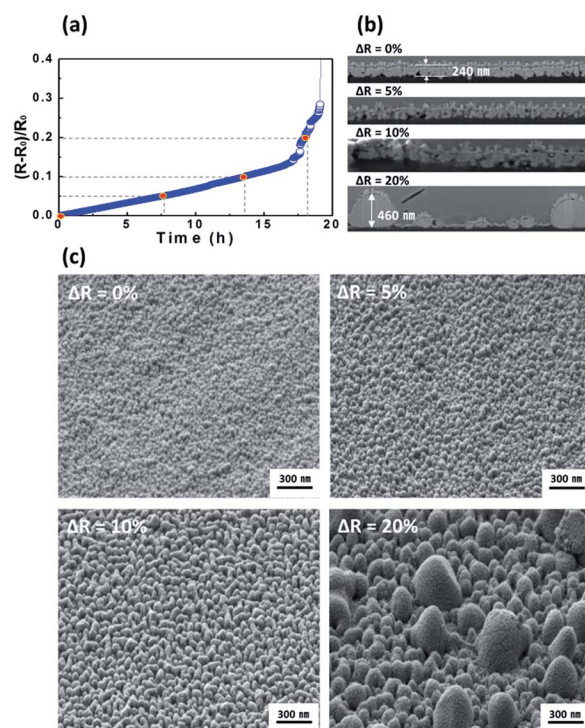 (a)
(R-R₀)/R₀
0.4
0.3
0.2
0.1
0.0
0
5
10
15
20
Time (h)
(b)
ΔR = 0%
240 nm
ΔR = 5%
ΔR = 10%
ΔR = 20%
460 nm
(c)
ΔR = 0%
300 nm
ΔR = 5%
300 nm
ΔR = 10%
300 nm
ΔR = 20%
300 nm